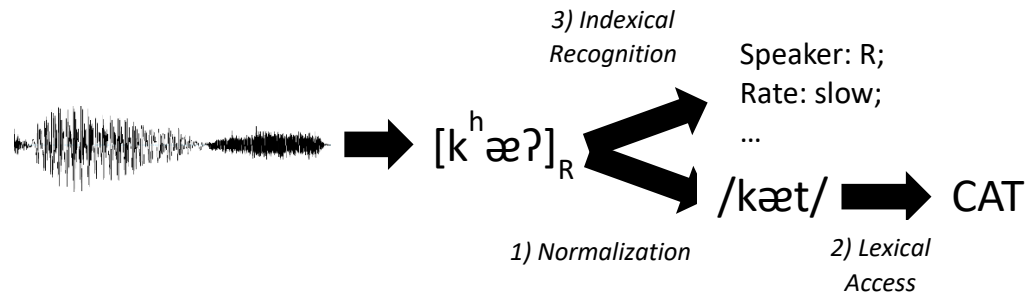 3) Indexical
Recognition
Speaker: R;
Rate: slow;
...
[kʰæʔ]R
/kæt/
CAT
1) Normalization
2) Lexical
Access